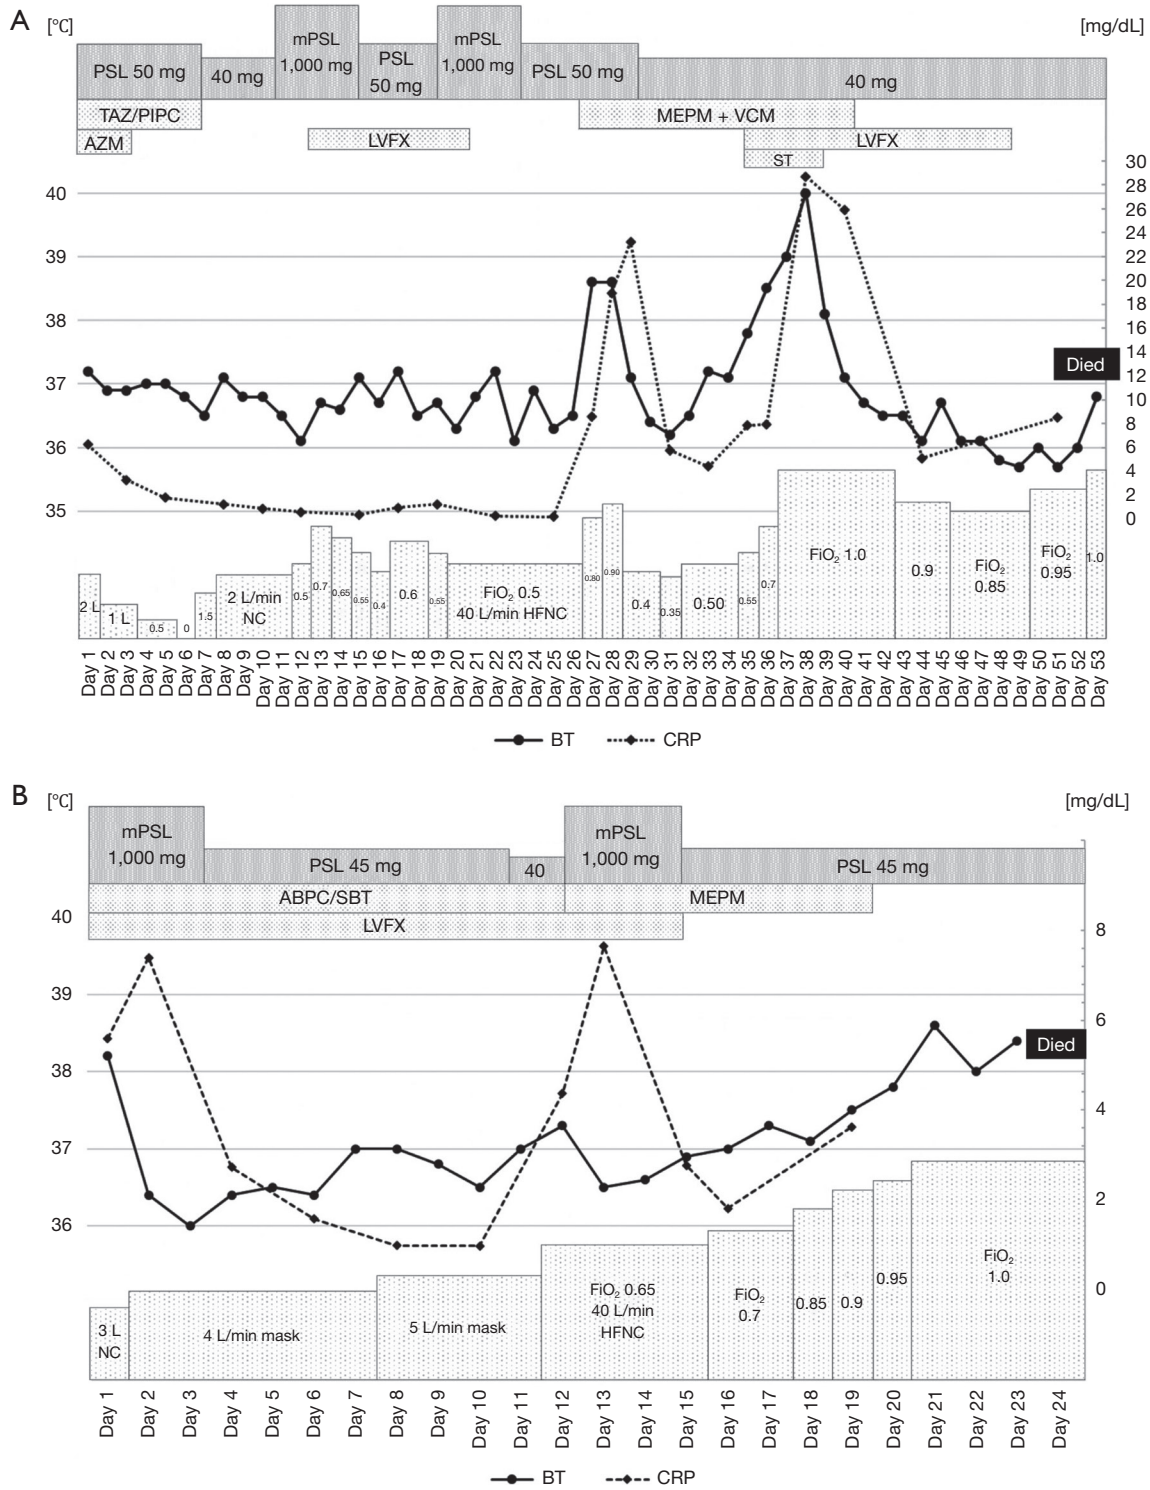 A [°C] [mg/dL]
mPSL
1,000 mg
mPSL
1,000 mg
PSL 50 mg
40 mg
PSL
50 mg
PSL 50 mg
40 mg
TAZ/PIPC
MEPM + VCM
AZM
LVFX
LVFX
ST
40
39
38
37
36
35
30
28
26
24
22
20
18
16
14
12
10
8
6
4
2
0
Died
2 L
1 L
0.5
0
1.5
2 L/min
NC
0.5
0.7
0.65
0.55
0.4
0.6
0.55
FiO2 0.5
40 L/min HFNC
0.80
0.90
0.4
0.35
0.50
0.55
0.7
FiO2 1.0
0.9
FiO2
0.85
FiO2
0.95
1.0
Day 1
Day 2
Day 3
Day 4
Day 5
Day 6
Day 7
Day 8
Day 9
Day 10
Day 11
Day 12
Day 13
Day 14
Day 15
Day 16
Day 17
Day 18
Day 19
Day 20
Day 21
Day 22
Day 23
Day 24
Day 25
Day 26
Day 27
Day 28
Day 29
Day 30
Day 31
Day 32
Day 33
Day 34
Day 35
Day 36
Day 37
Day 38
Day 39
Day 40
Day 41
Day 42
Day 43
Day 44
Day 45
Day 46
Day 47
Day 48
Day 49
Day 50
Day 51
Day 52
Day 53
BT CRP
B [°C] [mg/dL]
mPSL
1,000 mg
mPSL
1,000 mg
PSL 45 mg
40
PSL 45 mg
ABPC/SBT
MEPM
LVFX
40
39
38
37
36
8
6
4
2
0
Died
3 L
NC
4 L/min mask
5 L/min mask
FiO2 0.65
40 L/min
HFNC
FiO2
0.7
0.85
0.9
0.95
FiO2
1.0
Day 1
Day 2
Day 3
Day 4
Day 5
Day 6
Day 7
Day 8
Day 9
Day 10
Day 11
Day 12
Day 13
Day 14
Day 15
Day 16
Day 17
Day 18
Day 19
Day 20
Day 21
Day 22
Day 23
Day 24
BT CRP